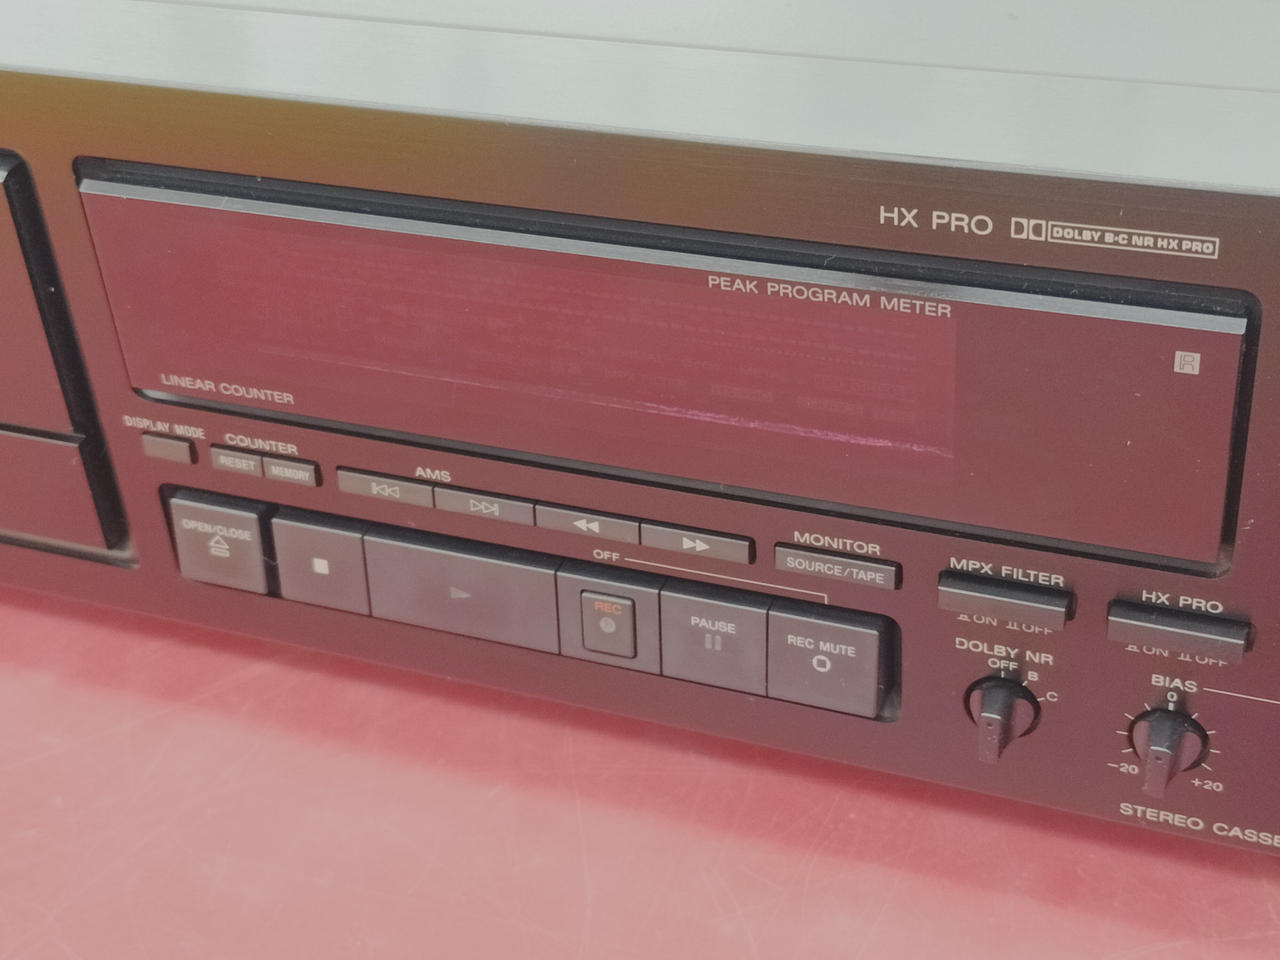 HX PRO
DOLBY B·C NR HX PRO
PEAK PROGRAM METER
R
LINEAR COUNTER
DISPLAY MODE
COUNTER
RESET
MEMORY
AMS
OPEN/CLOSE
OFF
REC
PAUSE
REC MUTE
MONITOR
SOURCE/TAPE
MPX FILTER
ON OFF
HX PRO
ON OFF
DOLBY NR
OFF
B
C
BIAS
0
-20
+20
STEREO CASSE